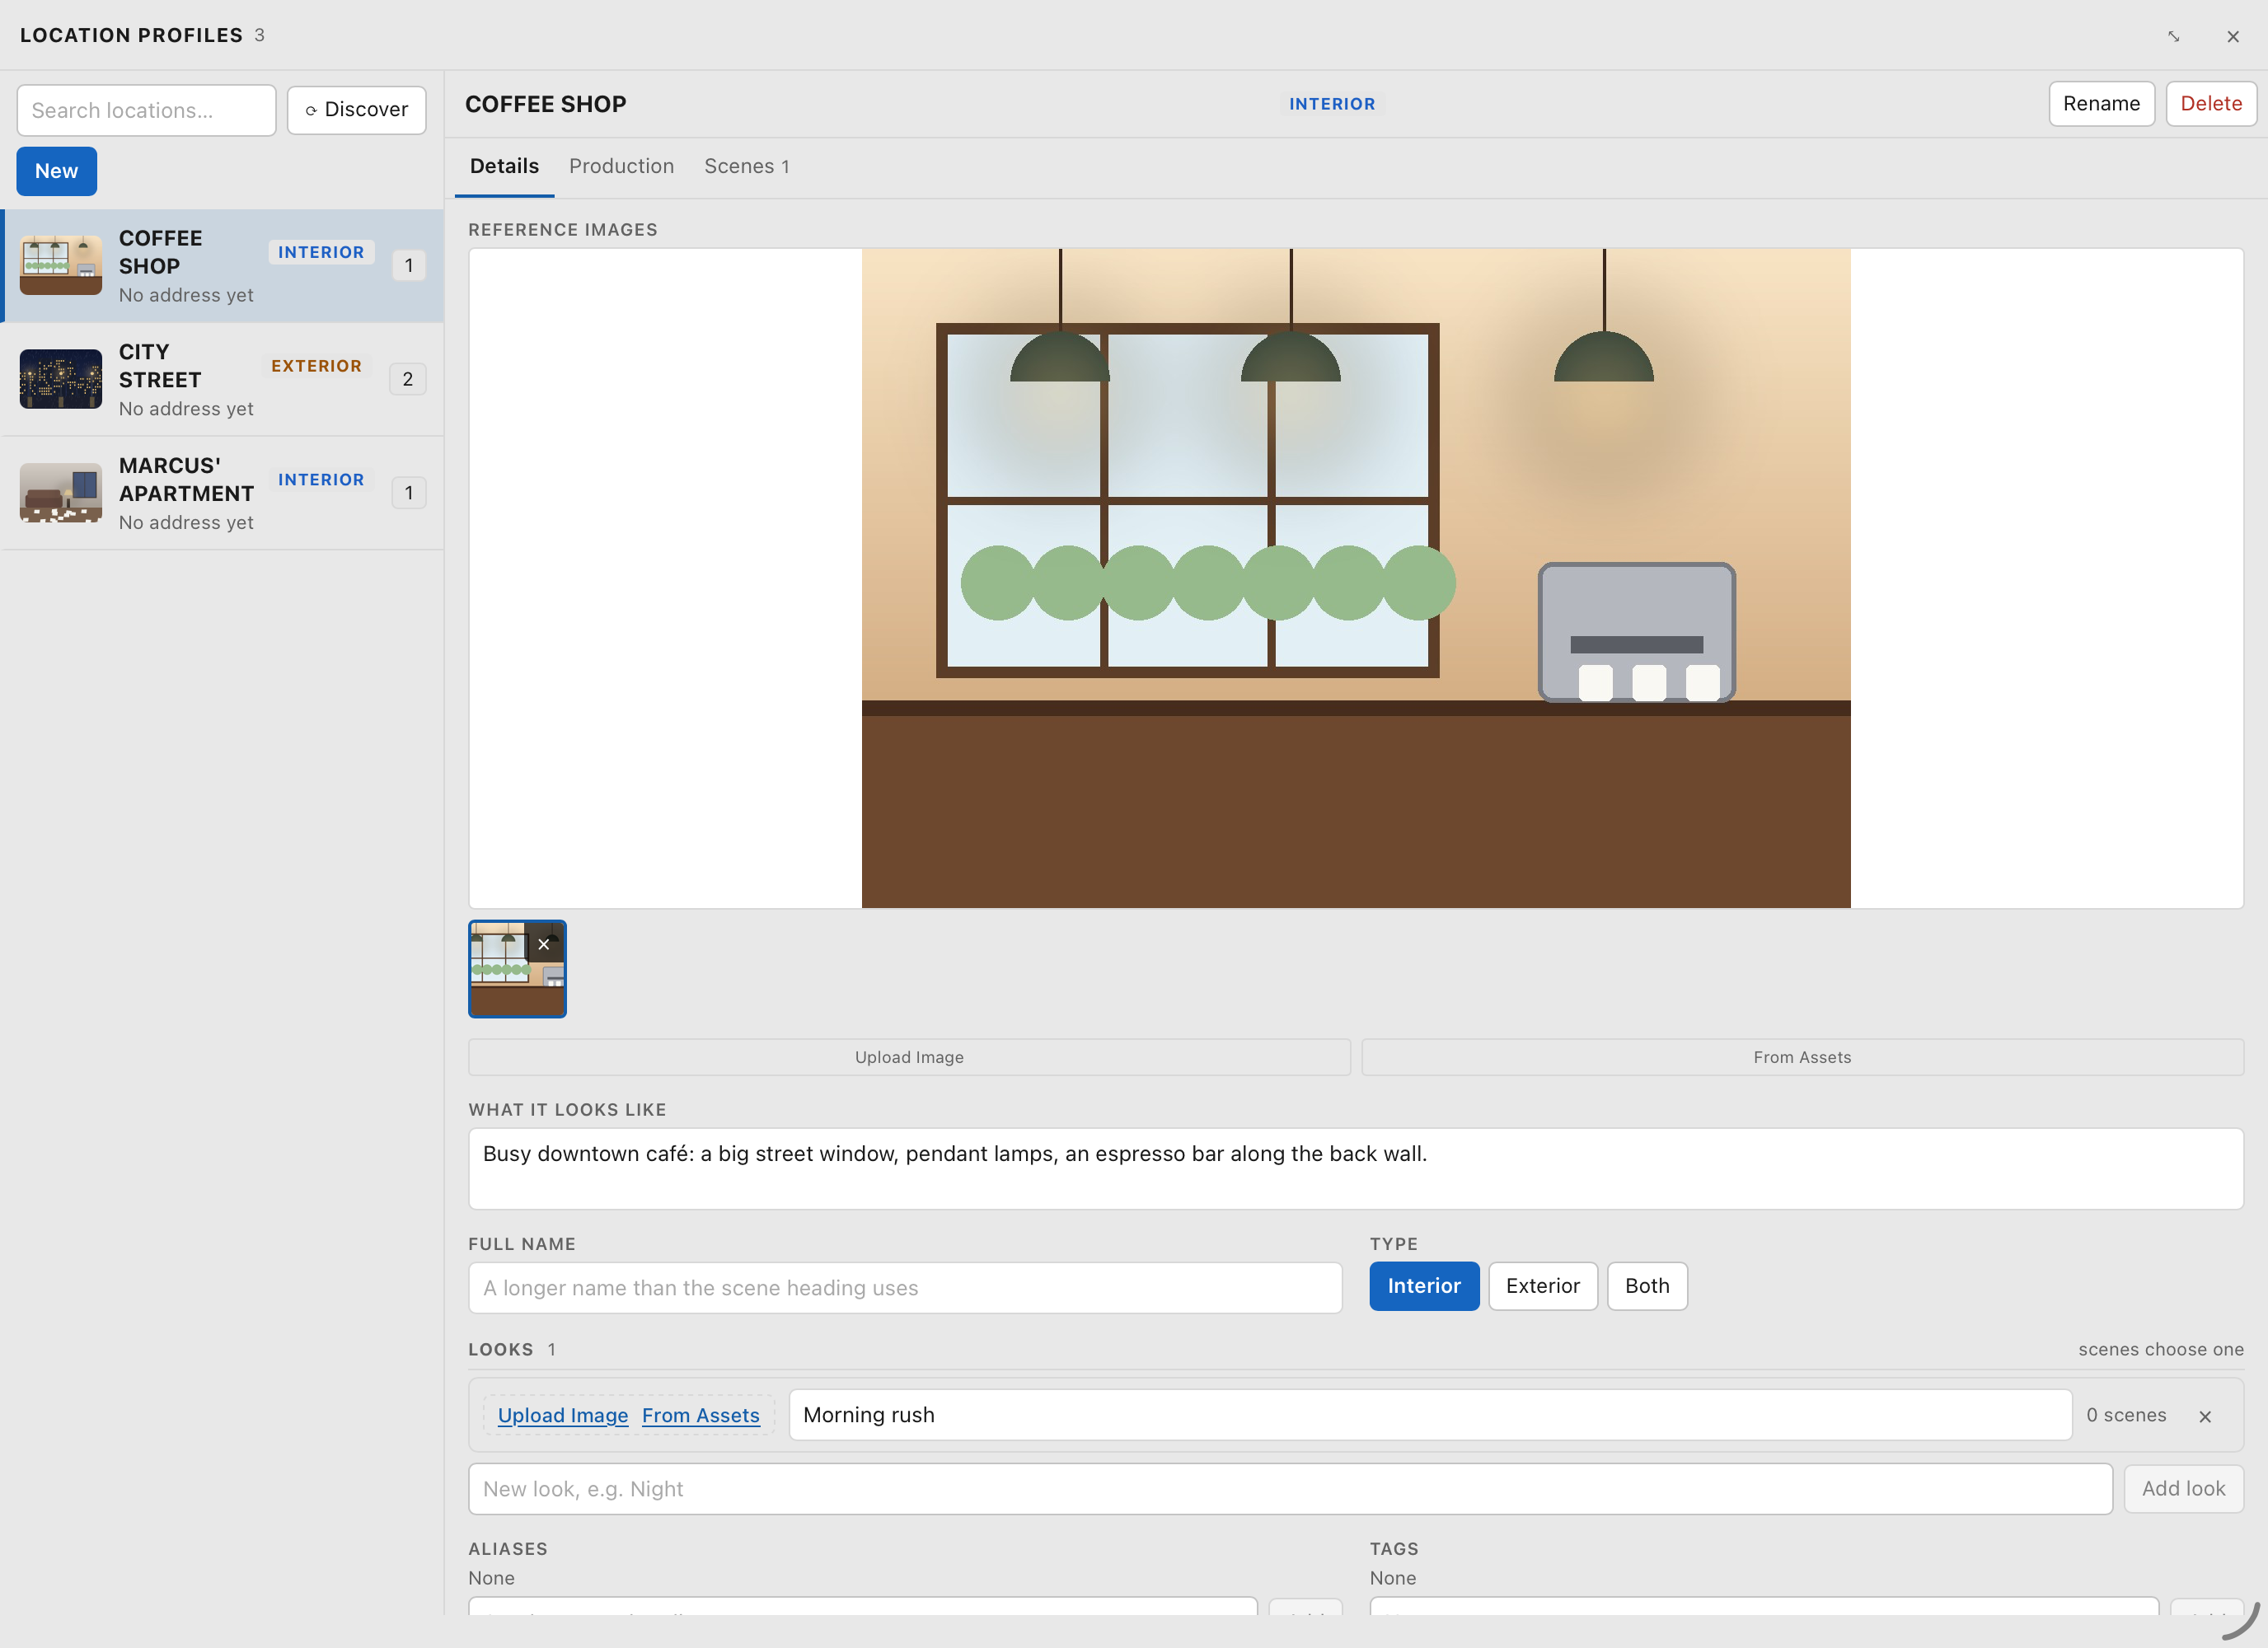 LOCATION PROFILES 3
Search locations...
Discover
New
COFFEE SHOP
INTERIOR
1
No address yet
CITY STREET
EXTERIOR
2
No address yet
MARCUS' APARTMENT
INTERIOR
1
No address yet
COFFEE SHOP
INTERIOR
Rename
Delete
Details
Production
Scenes 1
REFERENCE IMAGES
Upload Image
From Assets
WHAT IT LOOKS LIKE
Busy downtown café: a big street window, pendant lamps, an espresso bar along the back wall.
FULL NAME
A longer name than the scene heading uses
TYPE
Interior
Exterior
Both
LOOKS 1
scenes choose one
Upload Image
From Assets
Morning rush
0 scenes
New look, e.g. Night
Add look
ALIASES
None
TAGS
None